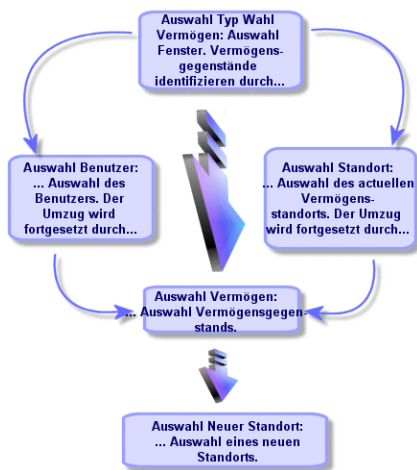 Auswahl Typ Wahl
Vermögen: Auswahl
Fenster. Vermögens-
gegenstände
identifizieren durch...
Auswahl Benutzer:
... Auswahl des
Benutzers. Der
Umzug wird
fortgesetzt durch...
Auswahl Standort:
... Auswahl des actuellen
Vermögens-
standorts. Der Umzug
wird fortgesetzt durch...
Auswahl Vermögen:
... Auswahl Vermögensgegen-
stands.
Auswahl Neuer Standort:
... Auswahl eines neuen
Standorts.